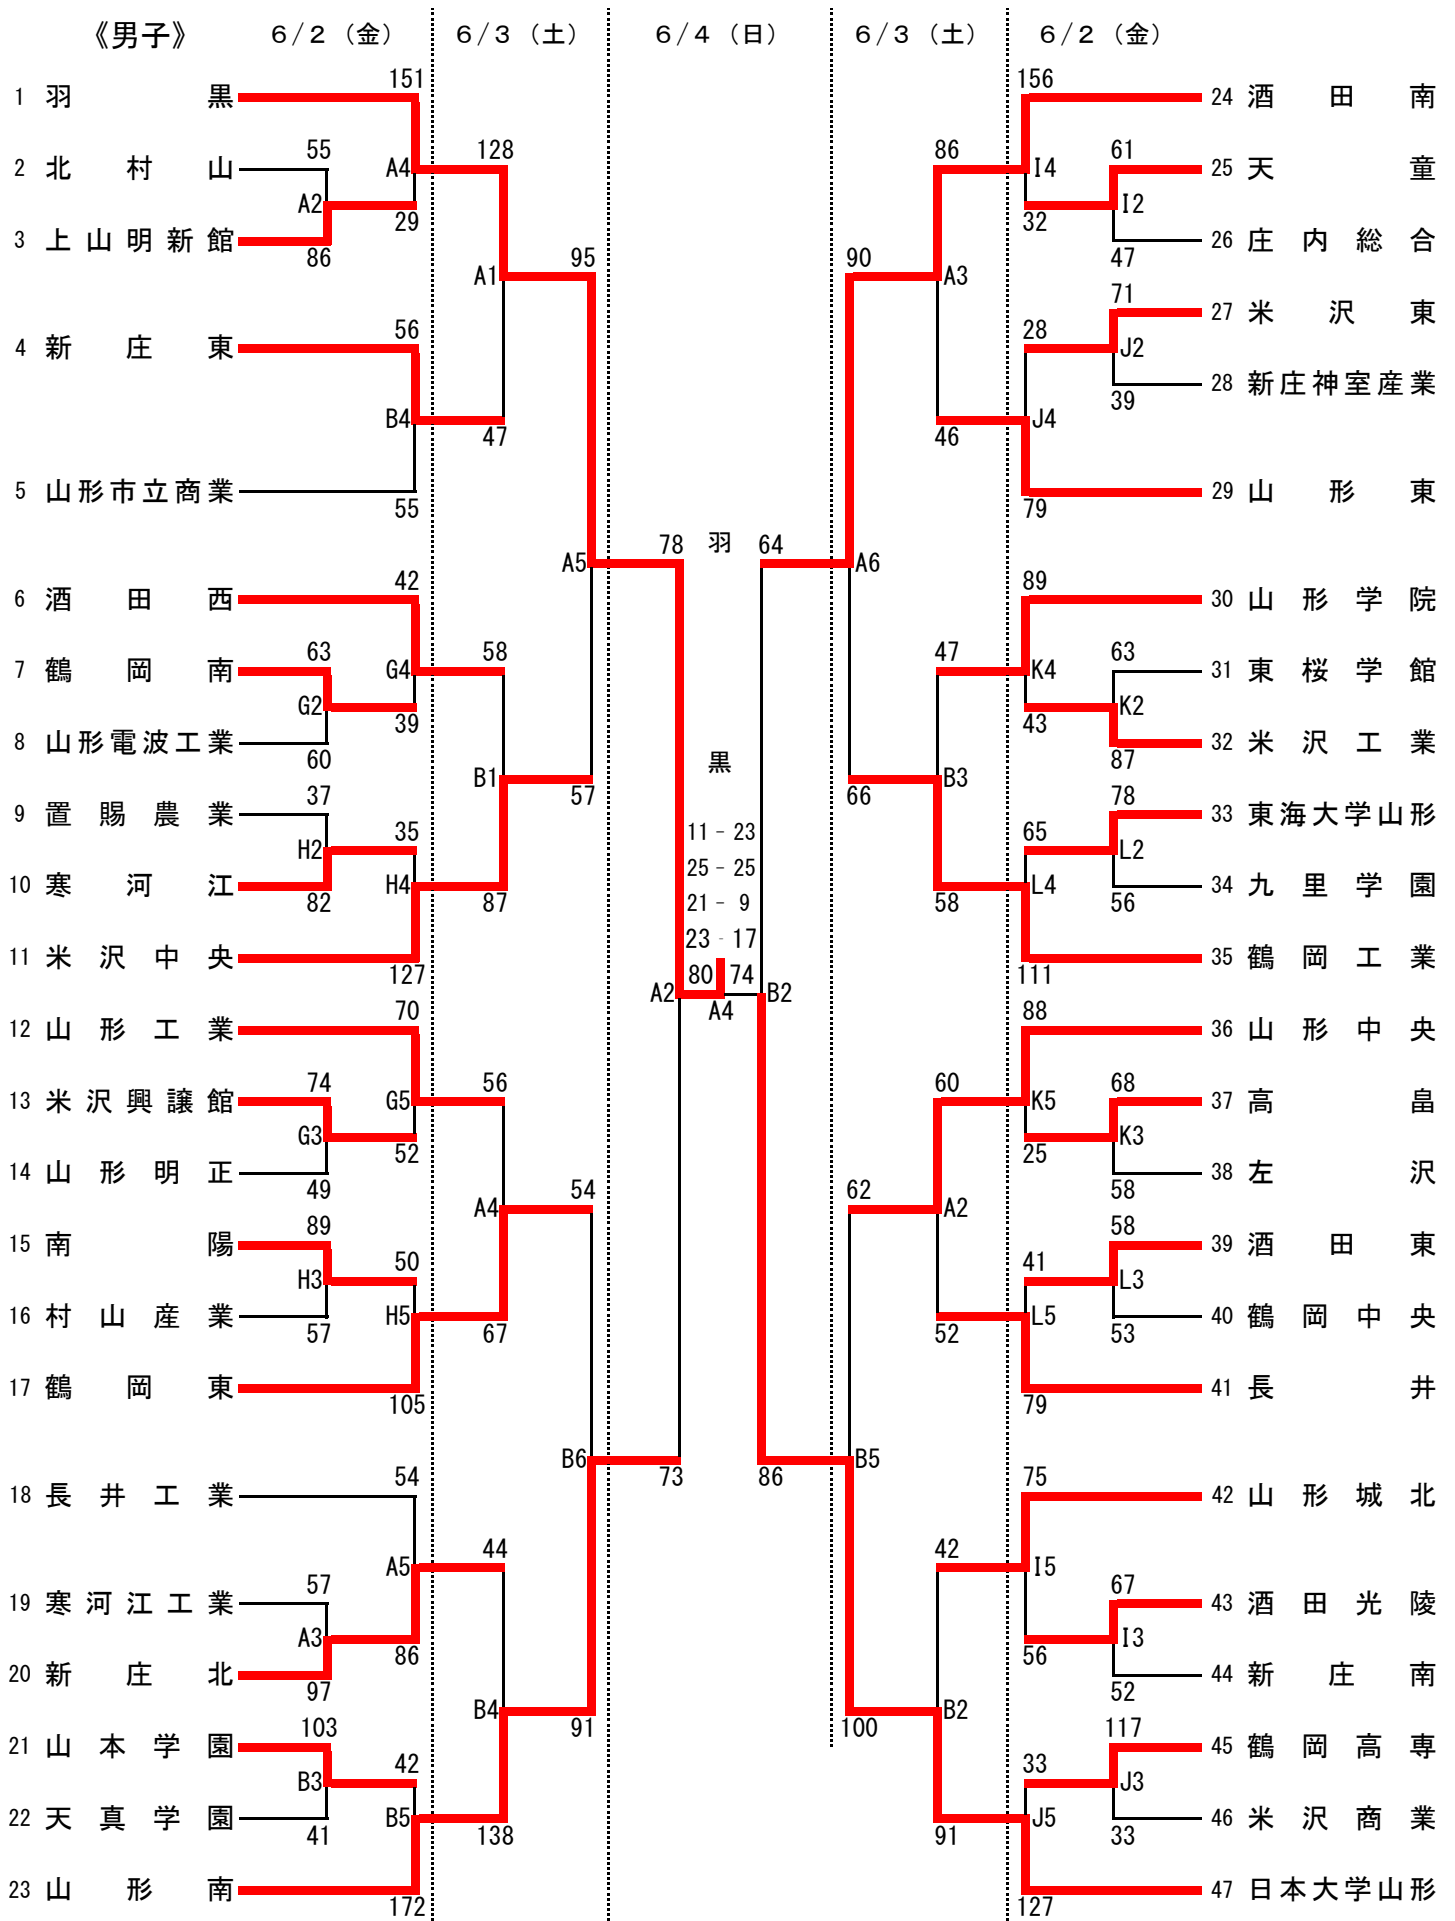 《男子》 6/2（金） 6/3（土） 6/4（日） 6/3（土） 6/2（金）
151 156
1 羽黒 24 酒田南
55 128 86 61
2 北村山 A4 I4 25 天童
A2 I2
29 32
3 上山明新館 26 庄内総合
86 95 90 47
A1 A3
71
27 米沢東
56 28
4 新庄東 J2
28 新庄神室産業
39
B4 J4
47 46
5 山形市立商業 29 山形東
55 79
78 羽 64
A5 A6
42 89
6 酒田西 30 山形学院
63 58 47 63
7 鶴岡南 G4 K4 31 東桜学館
G2 K2
39 43
8 山形電波工業 32 米沢工業
60 黒 87
B1 B3
37 57 66 78
9 置賜農業 33 東海大学山形
35 11 - 23 65
H2 L2
25 - 25
10 寒河江 H4 L4 34 九里学園
82 87 21 - 9 58 56
23 - 17
11 米沢中央 35 鶴岡工業
127 80 74 111
A2 A4 B2
70 88
12 山形工業 36 山形中央
74 56 60 68
13 米沢興譲館 G5 K5 37 高畠
G3 K3
52 25
14 山形明正 38 左沢
49 54 62 58
A4 A2
89 58
15 南陽 39 酒田東
50 41
H3 L3
16 村山産業 H5 L5 40 鶴岡中央
57 67 52 53
17 鶴岡東 41 長井
105 79
B6 B5
54 73 86 75
18 長井工業 42 山形城北
44 42
A5 I5
57 67
19 寒河江工業 43 酒田光陵
A3 I3
86 56
20 新庄北 44 新庄南
97 52
B4 B2
103 91 100 117
21 山本学園 45 鶴岡高専
42 33
B3 J3
22 天真学園 B5 J5 46 米沢商業
41 138 91 33
23 山形南 47 日本大学山形
172 127